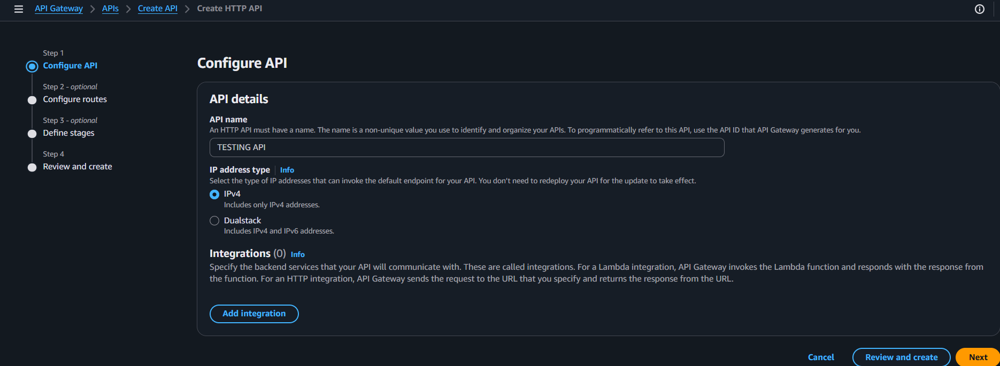 API Gateway > APIs > Create API > Create HTTP API
Step 1
Configure API
Step 2 - optional
Configure routes
Step 3 - optional
Define stages
Step 4
Review and create
Configure API
API details
API name
An HTTP API must have a name. The name is a non-unique value you use to identify and organize your APIs. To programmatically refer to this API, use the API ID that API Gateway generates for you.
TESTING API
IP address type | Info
Select the type of IP addresses that can invoke the default endpoint for your API. You don’t need to redeploy your API for the update to take effect.
IPv4
Includes only IPv4 addresses.
Dualstack
Includes IPv4 and IPv6 addresses.
Integrations (0) Info
Specify the backend services that your API will communicate with. These are called integrations. For a Lambda integration, API Gateway invokes the Lambda function and responds with the response from
the function. For an HTTP integration, API Gateway sends the request to the URL that you specify and returns the response from the URL.
Add integration
Cancel Review and create Next